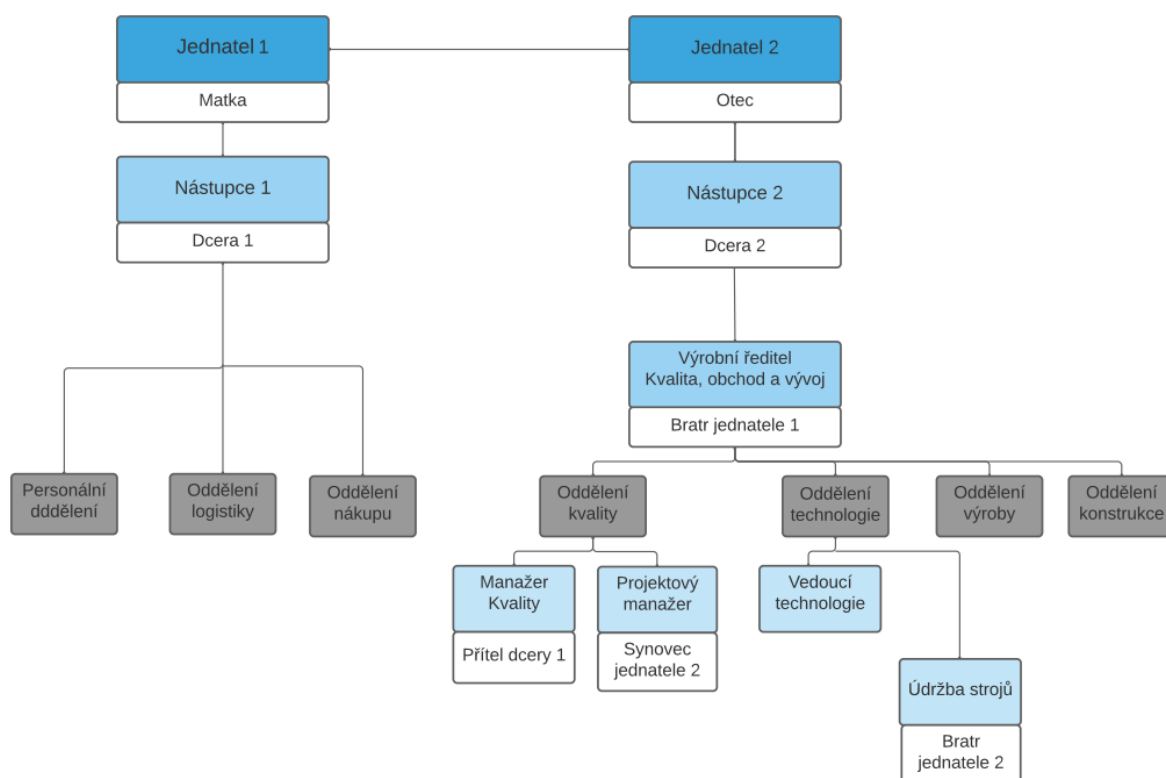 Jednatel 1
Jednatel 2
Matka
Otec
Nástupce 1
Nástupce 2
Dcera 1
Dcera 2
Výrobní ředitel
Kvalita, obchod a vývoj
Bratr jednatele 1
Personální
dddělení
Oddělení
logistiky
Oddělení
nákupu
Oddělení
kvality
Oddělení
technologie
Oddělení
výroby
Oddělení
konstrukce
Manažer
Kvality
Přítel dcery 1
Projektový
manažer
Synovec
jednatele 2
Vedoucí
technologie
Údržba strojů
Bratr
jednatele 2